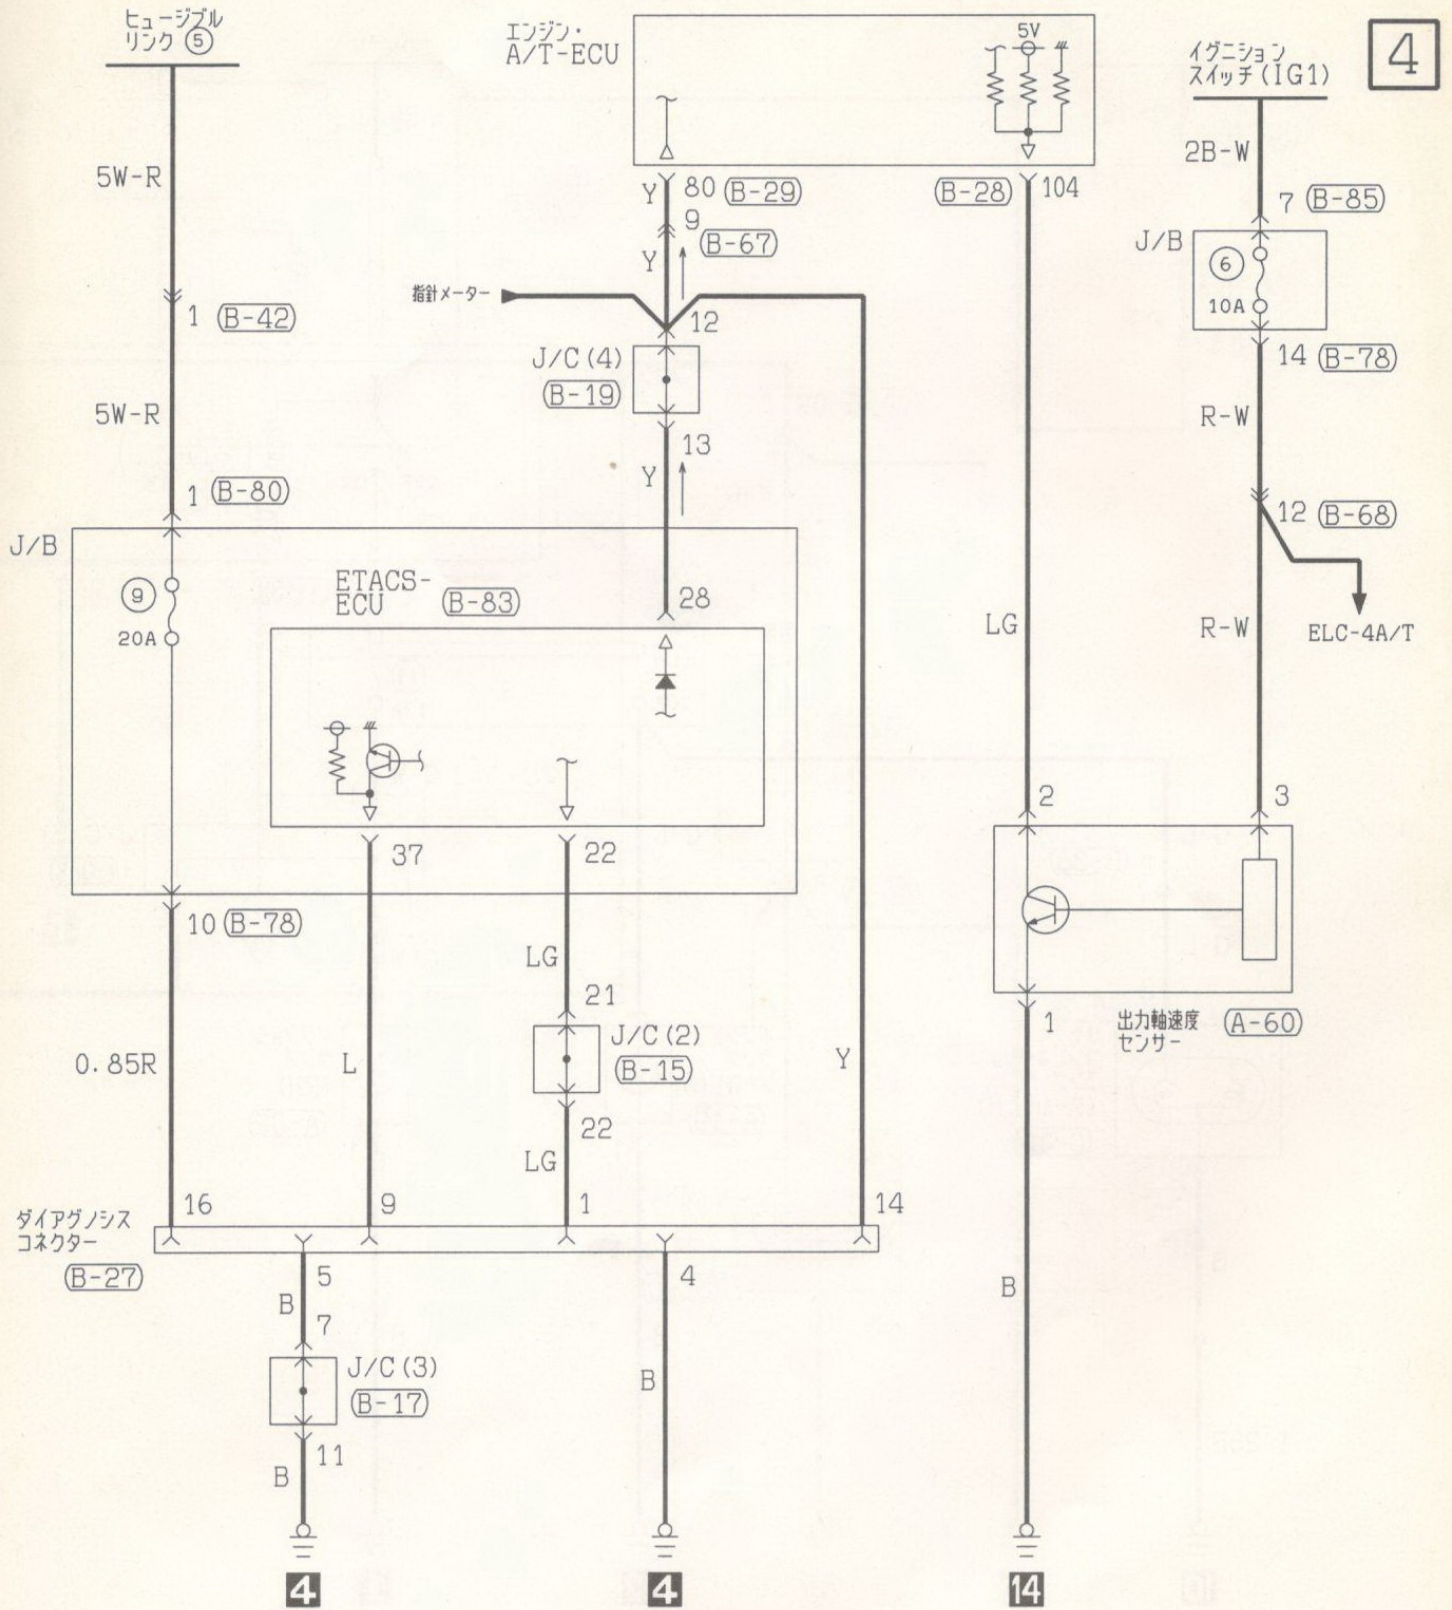 ヒュージブル
リンク ⑤
エンジン・
A/T-ECU
5V
イグニション
スイッチ(IG1)
4
5W-R
2B-W
Y
80
B-29
B-28
104
7
B-85
9
B-67
J/B
⑥
10A
Y
指針メーター
12
1
B-42
J/C(4)
B-19
14
B-78
5W-R
R-W
13
Y
1
B-80
12
B-68
J/B
⑨
20A
ETACS-
ECU
B-83
28
LG
R-W
ELC-4A/T
2
3
37
22
10
B-78
LG
21
J/C(2)
B-15
1
出力軸速度
センサー
A-60
0.85R
L
Y
22
LG
16
9
1
14
ダイアグノシス
コネクター
B-27
5
4
B
7
B
J/C(3)
B-17
B
11
B
4
4
14